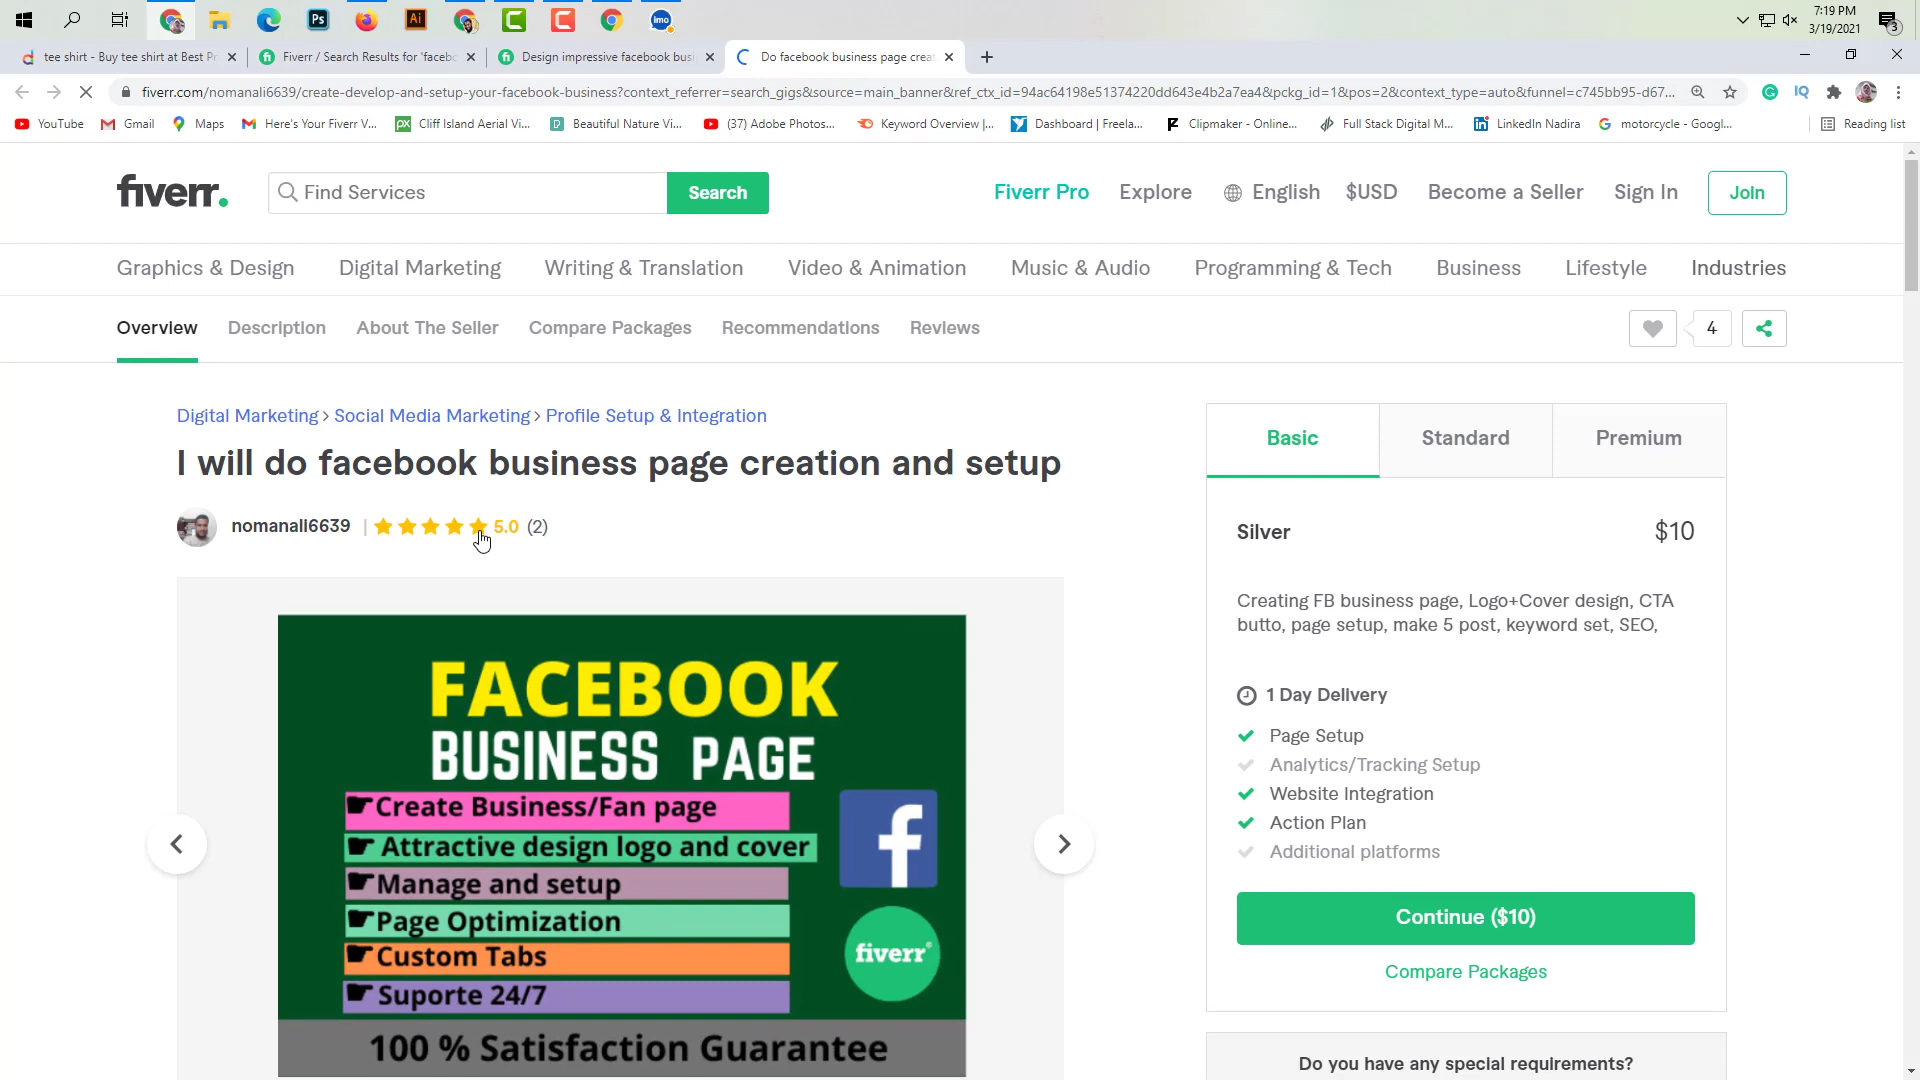 Ps
Ai
imo
7:19 PM
3/19/2021
3
tee shirt - Buy tee shirt at Best Pr
Fiverr / Search Results for 'facebo
Design impressive facebook busi
Do facebook business page creat
fiverr.com/nomanali6639/create-develop-and-setup-your-facebook-business?context_referrer=search_gigs&source=main_banner&ref_ctx_id=94ac64198e51374220dd643e4b2a7ea4&pckg_id=1&pos=2&context_type=auto&funnel=c745bb95-d67...
YouTube
Gmail
Maps
Here's Your Fiverr V...
Cliff Island Aerial Vi...
Beautiful Nature Vi...
(37) Adobe Photos...
Keyword Overview |...
Dashboard | Freela...
Clipmaker - Online...
Full Stack Digital M...
LinkedIn Nadira
motorcycle - Googl...
Reading list
fiverr.
Find Services
Search
Fiverr Pro
Explore
English
$USD
Become a Seller
Sign In
Join
Graphics & Design
Digital Marketing
Writing & Translation
Video & Animation
Music & Audio
Programming & Tech
Business
Lifestyle
Industries
Overview
Description
About The Seller
Compare Packages
Recommendations
Reviews
4
Digital Marketing > Social Media Marketing > Profile Setup & Integration
I will do facebook business page creation and setup
nomanali6639 | 5.0 (2)
FACEBOOK
BUSINESS PAGE
Create Business/Fan page
Attractive design logo and cover
Manage and setup
Page Optimization
Custom Tabs
Suporte 24/7
f
fiverr®
100 % Satisfaction Guarantee
Basic
Standard
Premium
Silver
$10
Creating FB business page, Logo+Cover design, CTA
butto, page setup, make 5 post, keyword set, SEO,
1 Day Delivery
Page Setup
Analytics/Tracking Setup
Website Integration
Action Plan
Additional platforms
Continue ($10)
Compare Packages
Do you have any special requirements?